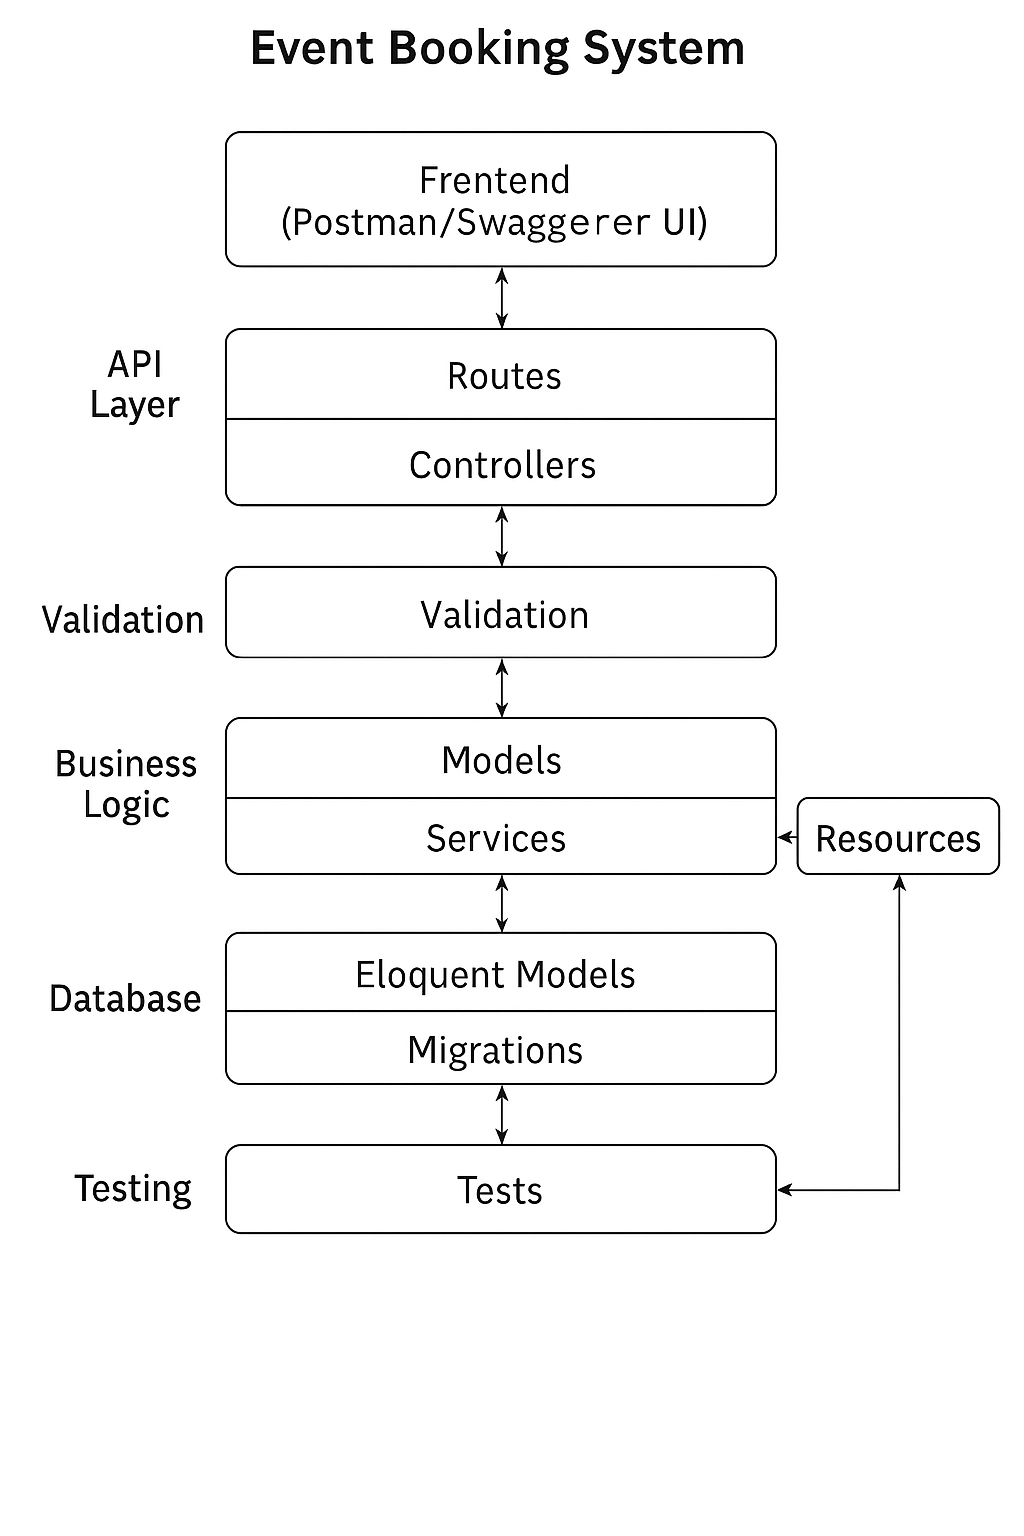 Event Booking System
Frentend
(Postman/Swaggerer UI)
API
Layer
Routes
Controllers
Validation
Validation
Business
Logic
Models
Services
Resources
Database
Eloquent Models
Migrations
Testing
Tests